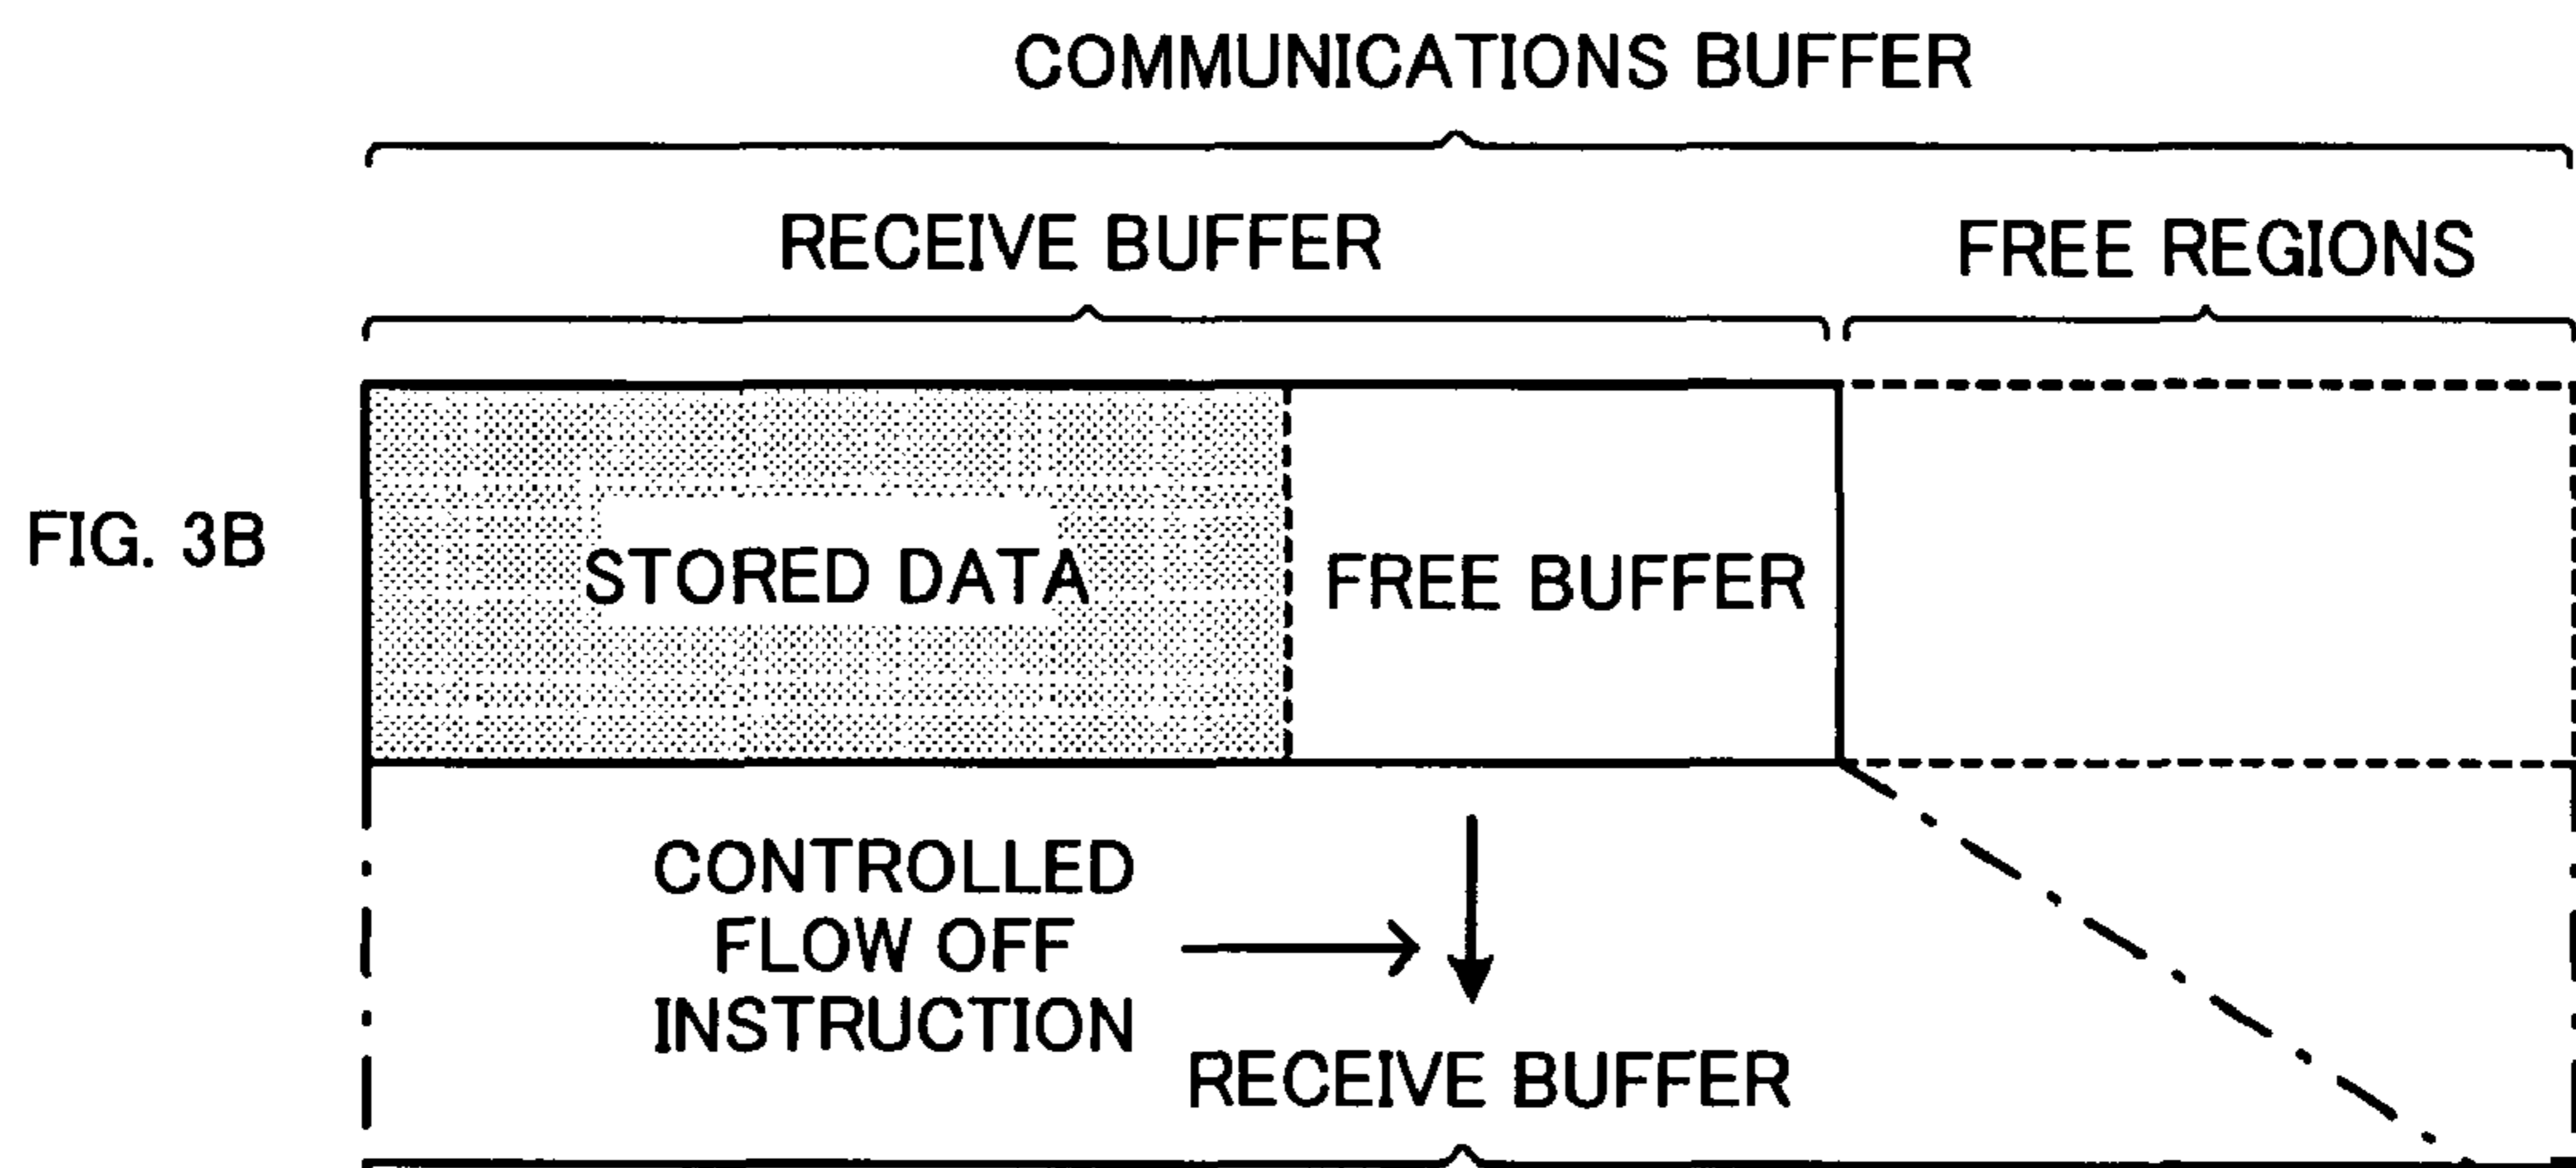 COMMUNICATIONS BUFFER
RECEIVE BUFFER
FREE REGIONS
FIG. 3B
STORED DATA
FREE BUFFER
CONTROLLED
FLOW OFF
INSTRUCTION
RECEIVE BUFFER